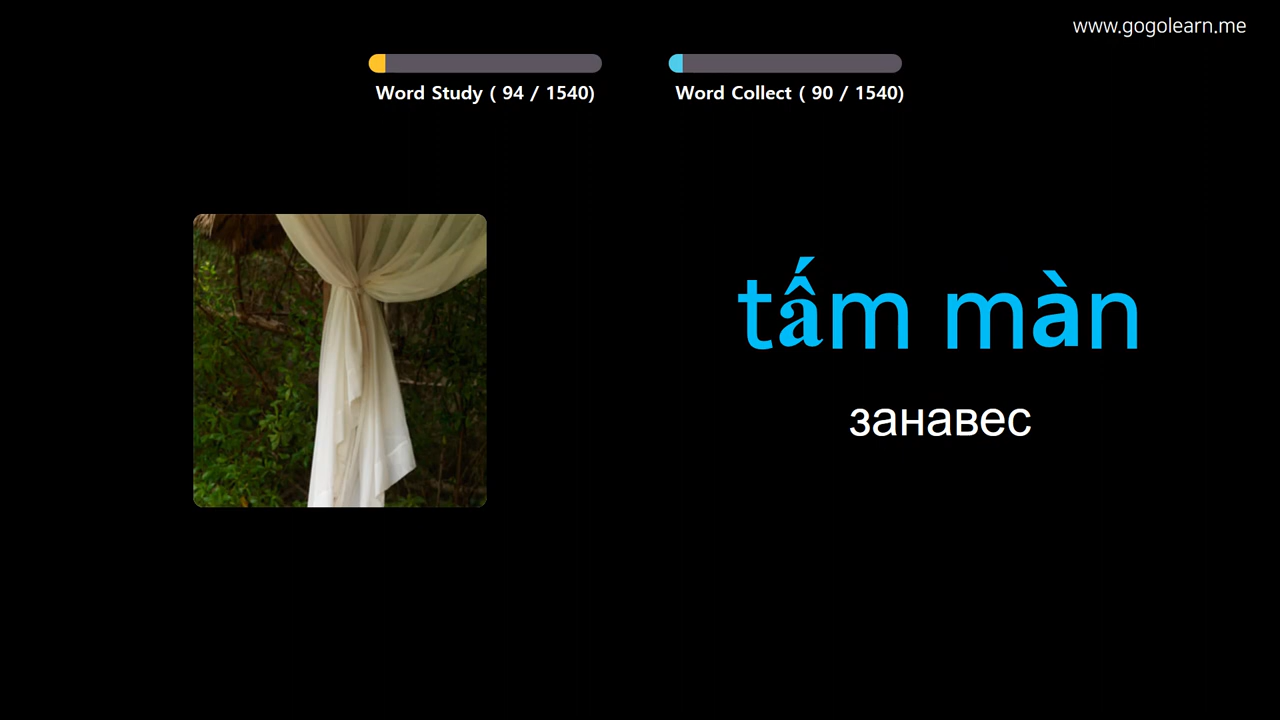 www.gogolearn.me
Word Study ( 94 / 1540)
Word Collect ( 90 / 1540)
tấm màn
занавес